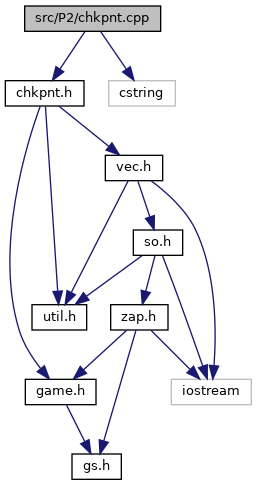 src/P2/chkpnt.cpp
chkpnt.h
cstring
vec.h
so.h
util.h
zap.h
game.h
iostream
gs.h